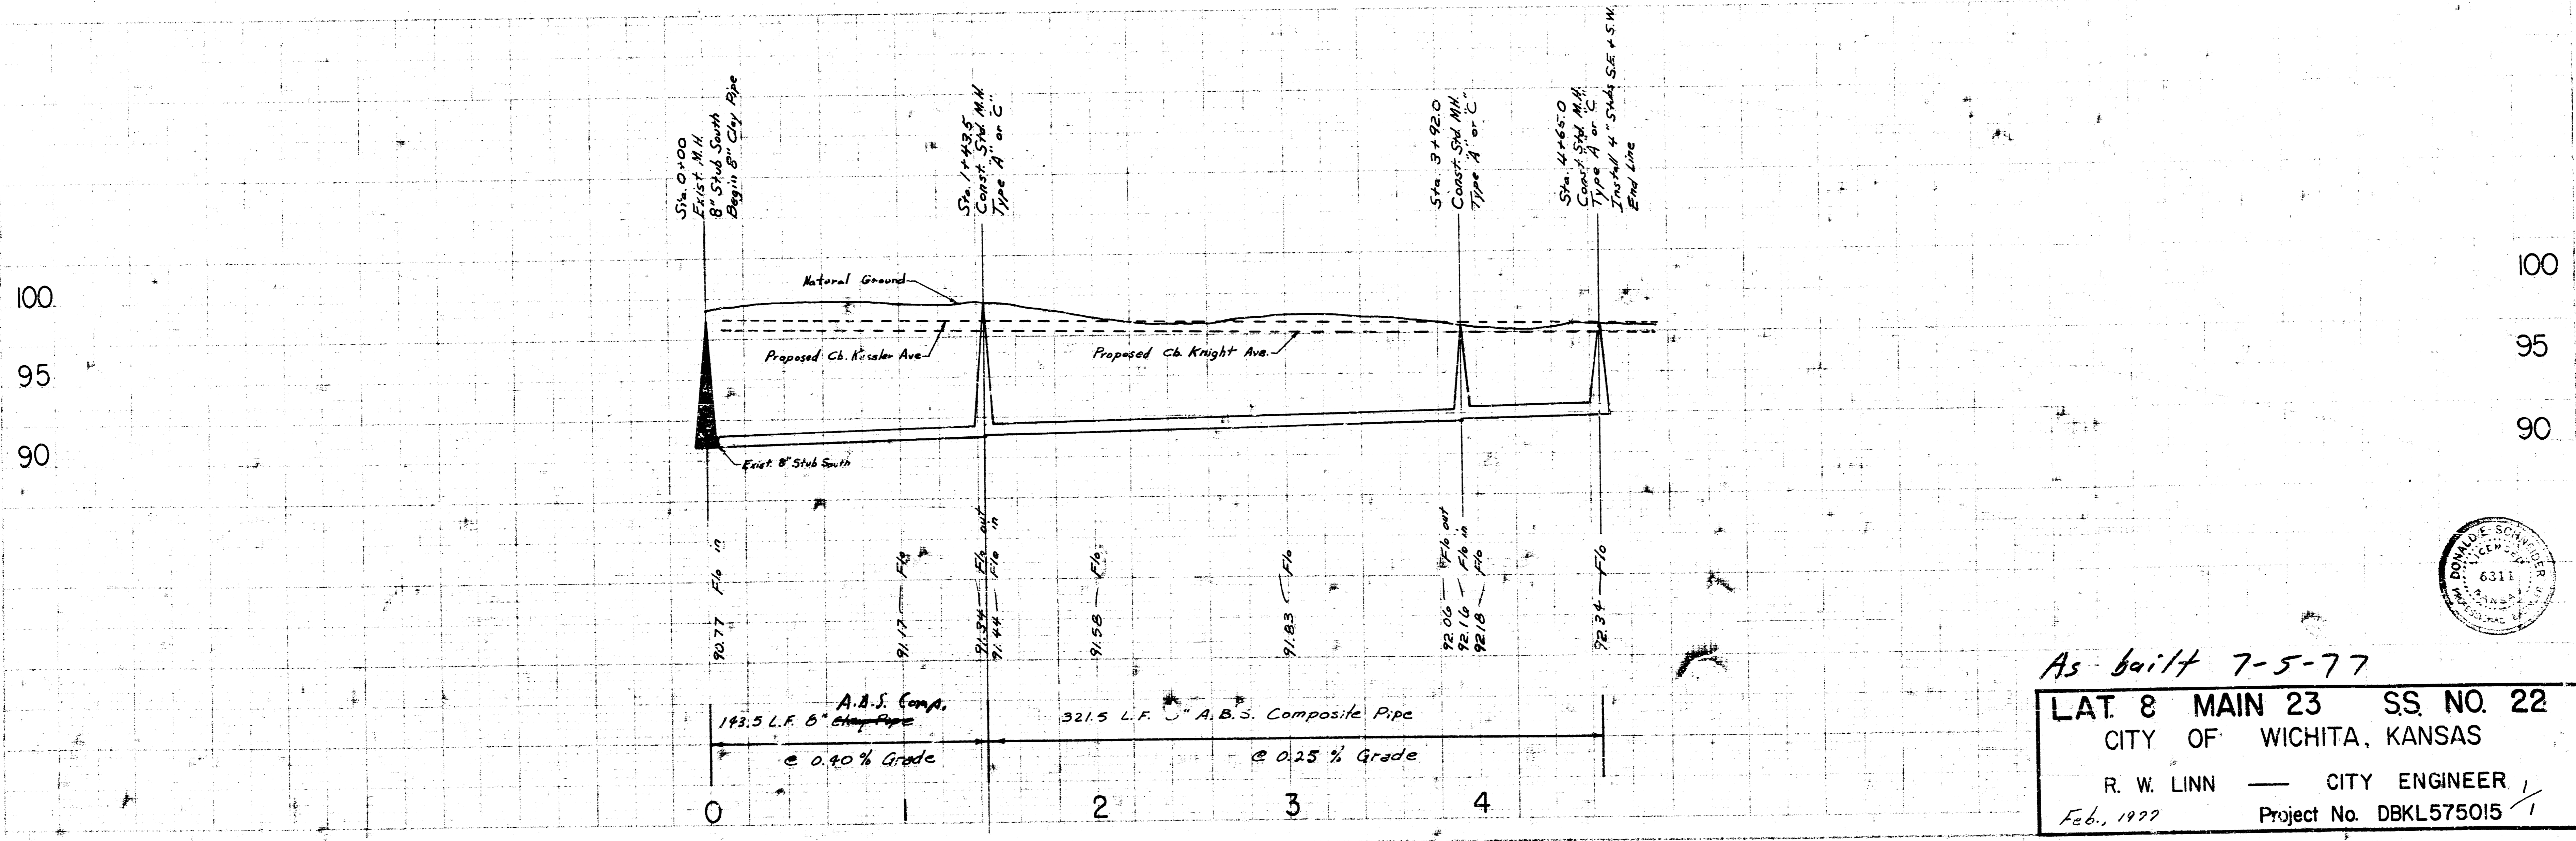 Sta. 0+00
Exist. M.H.
8" Stub South
Begin 8" Clay Pipe
Sta. 1+43.5
Const. Std. M.H.
Type "A" or "C"
Sta. 3+92.0
Const. Std. MH.
Type "A" or "C"
Sta. 4+65.0
Const. Std. M.H.
Type "A" or "C"
Install 4" Stubs S.E. + S.W.
End Line
100
100
95
95
90
90
Natural Ground
Proposed Cb. Kessler Ave
Proposed Cb. Knight Ave.
Exist. 8" Stub South
90.77 Flo in
91.17 Flo
91.34 Flo out
91.44 Flo in
91.58 Flo
91.83 Flo
92.06 Flo out
92.16 Flo in
92.18 Flo
92.34 Flo
A.B.S. Comp.
143.5 L.F. 8" Clay Pipe
@ 0.40 % Grade
321.5 L.F. " A.B.S. Composite Pipe
@ 0.25 % Grade
0 1 2 3 4
DONALD E. SCHNEIDER
LICENSED
6311
KANSAS
As built 7-5-77
LAT. 8 MAIN 23 S.S. NO. 22
CITY OF WICHITA, KANSAS
R. W. LINN — CITY ENGINEER
1/1
Feb., 1977
Project No. DBKL575015